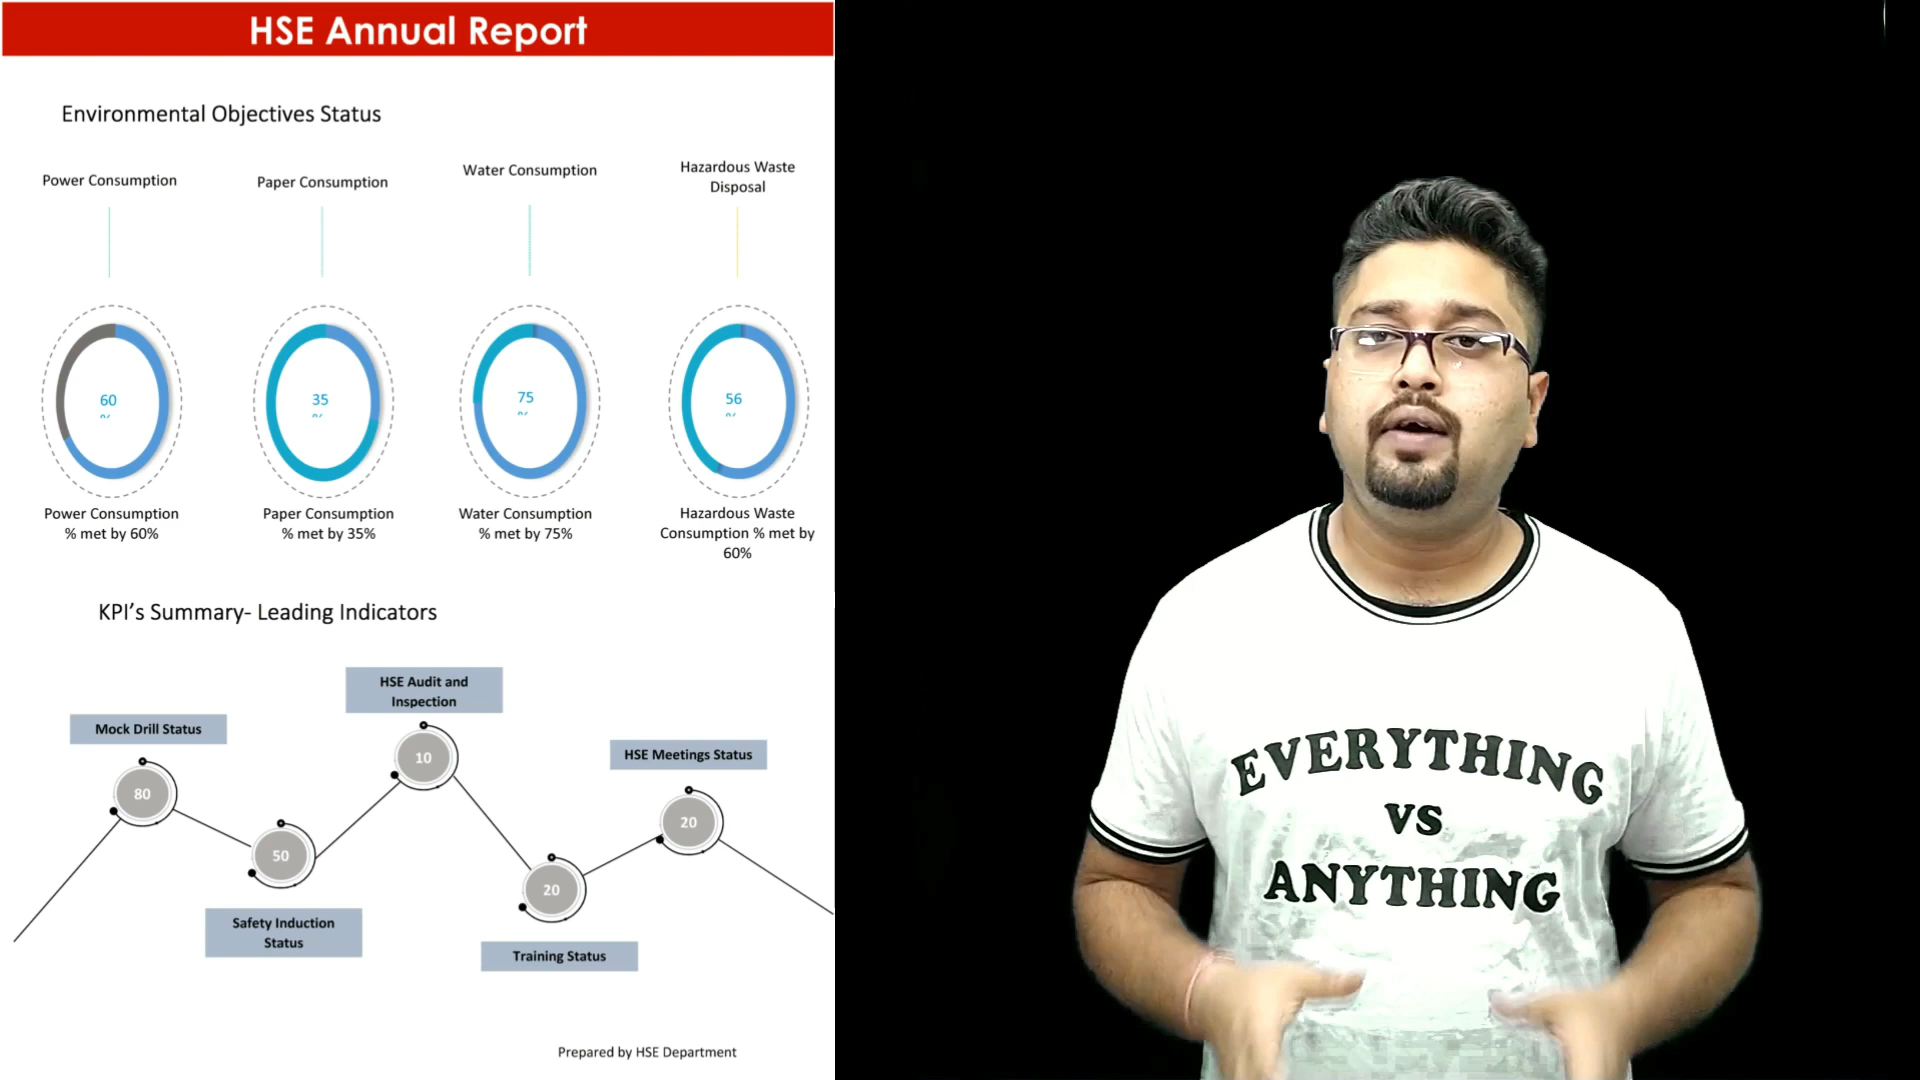 HSE Annual Report
Environmental Objectives Status
Power Consumption
Paper Consumption
Water Consumption
Hazardous Waste
Disposal
60
%
35
%
75
%
56
%
Power Consumption
% met by 60%
Paper Consumption
% met by 35%
Water Consumption
% met by 75%
Hazardous Waste
Consumption % met by
60%
KPI's Summary- Leading Indicators
Mock Drill Status
80
Safety Induction
Status
50
HSE Audit and
Inspection
10
Training Status
20
HSE Meetings Status
20
Prepared by HSE Department
EVERYTHING
VS
ANYTHING